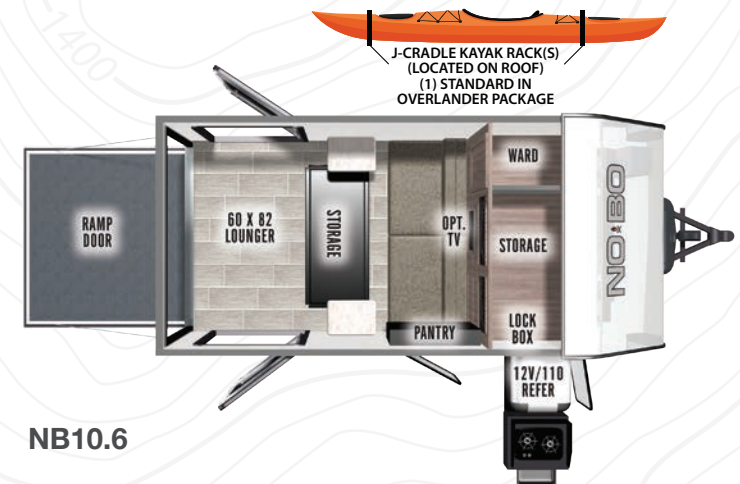 1400
J-CRADLE KAYAK RACK(S)
(LOCATED ON ROOF)
(1) STANDARD IN
OVERLANDER PACKAGE
RAMP
DOOR
60 X 82
LOUNGER
STORAGE
OPT.
TV
PANTRY
WARD
STORAGE
LOCK
BOX
NO BO
12V/110
REFER
NB10.6